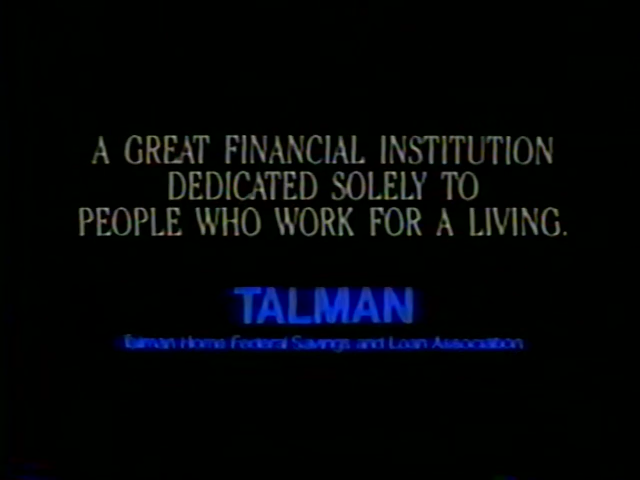 A GREAT FINANCIAL INSTITUTION
DEDICATED SOLELY TO
PEOPLE WHO WORK FOR A LIVING.
TALMAN
Talman Home Federal Savings and Loan Association